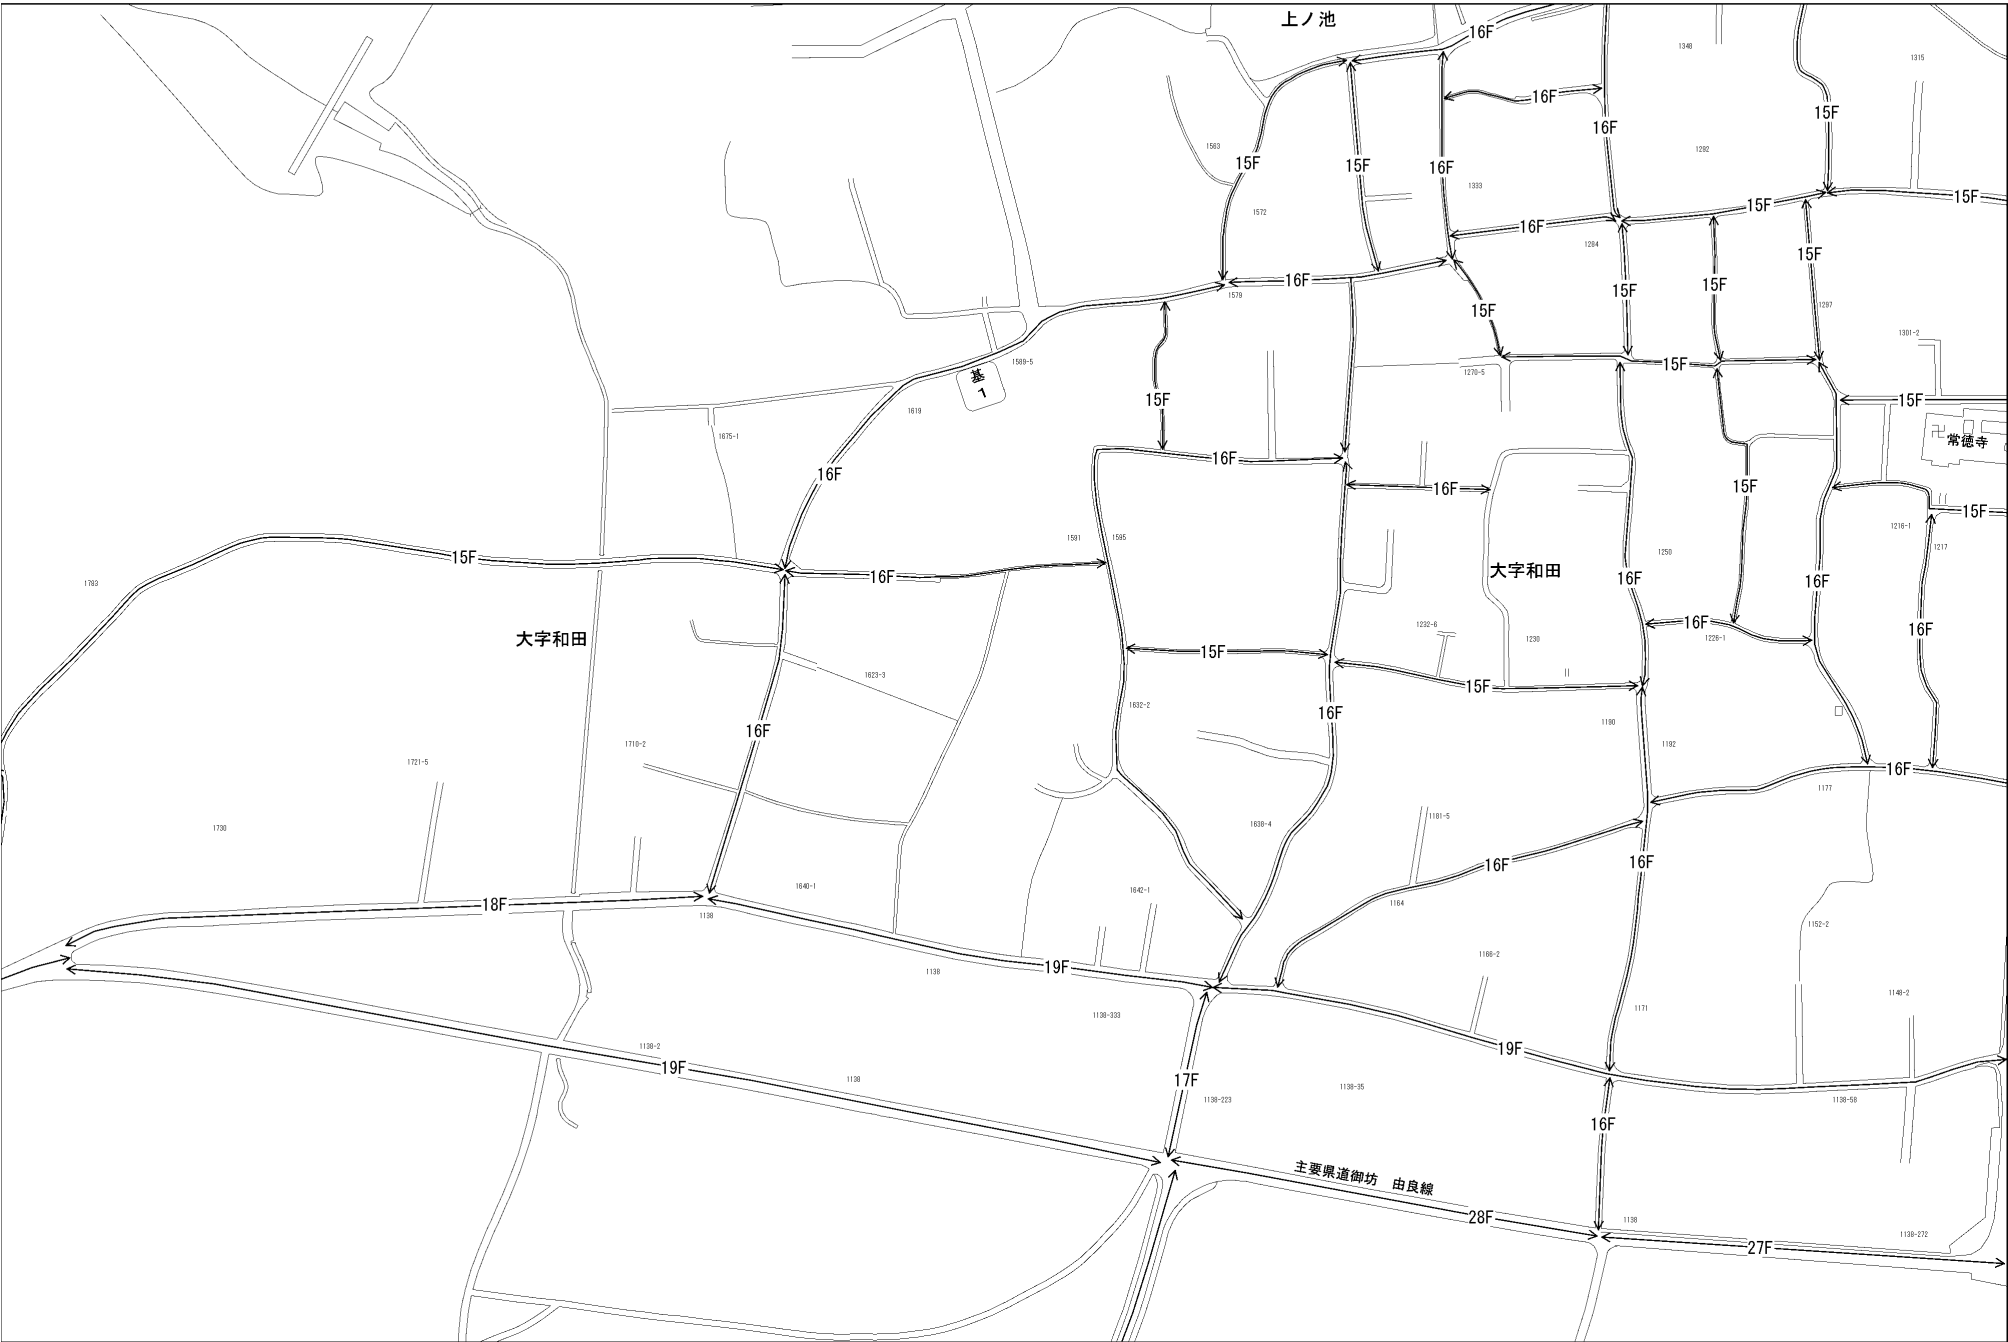 上ノ池
16F
1348
1315
16F
15F
16F
1563
15F
15F
16F
1292
1333
1572
15F
15F
16F
1284
15F
16F
1579
15F
15F
15F
15F
1297
1301-2
1589-5
15F
1270-5
基
1
15F
15F
1619
1675-1
常徳寺
16F
16F
16F
15F
15F
1216-1
1217
1591
1595
1250
15F
16F
大字和田
16F
16F
1793
大字和田
1232-6
1230
16F
1226-1
16F
15F
1623-3
15F
1632-2
16F
1190
16F
1710-2
1192
1721-5
16F
1177
1730
1638-4
1161-5
16F
16F
1640-1
1642-1
18F
1138
1164
1152-2
1166-2
19F
1138
1148-2
1138-333
1171
1138-2
19F
19F
1138
17F
1138-35
1138-223
1138-58
16F
主要県道御坊 由良線
28F
1138
1138-272
27F